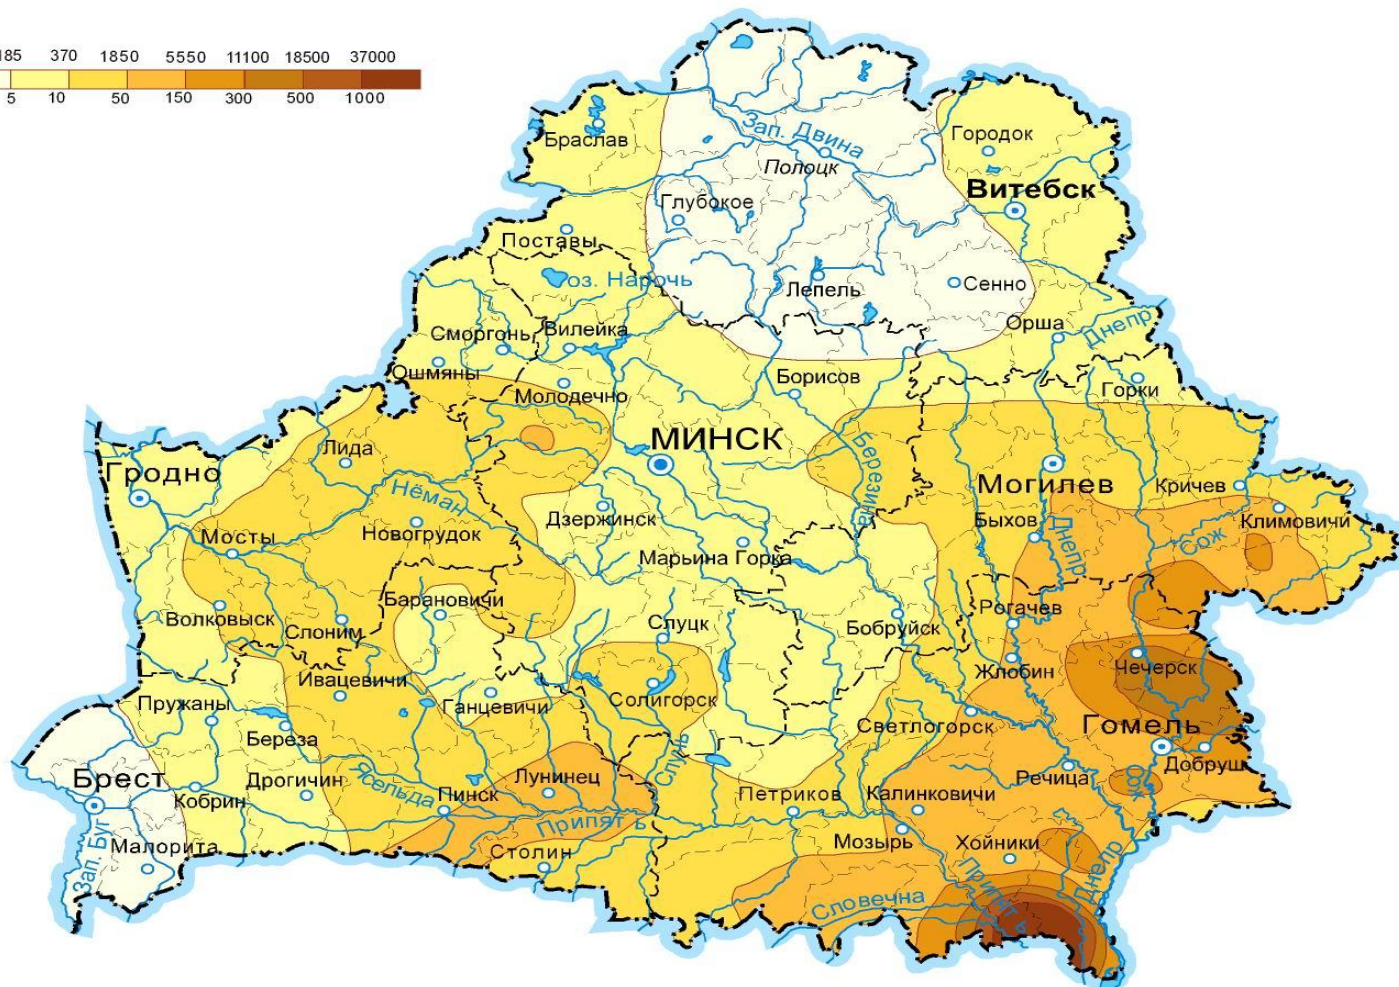 185 370 1850 5550 11100 18500 37000
5 10 50 150 300 500 1000
Браслав
Зап. Двина
Полоцк
Городок
Витебск
Глубокое
Поставы
оз. Нарочь
Лепель
Сенно
Сморгонь
Вилейка
Орша
Днепр
Ошмяны
Молодечно
Борисов
Горки
Лида
МИНСК
Березина
Гродно
Нёман
Могилев
Кричев
Мосты
Новогрудок
Дзержинск
Марьина Горка
Быхов
Днепр
Сож
Климовичи
Волковыск
Слоним
Барановичи
Слуцк
Бобруйск
Рогачев
Ивацевичи
Ганцевичи
Солигорск
Жлобин
Чечерск
Пружаны
Береза
Светлогорск
Гомель
Добруш
Брест
Кобрин
Дрогичин
Ясельда
Пинск
Лунинец
Случь
Петриков
Калинковичи
Речица
Сож
Припять
Зап. Буг
Малорита
Столин
Мозырь
Хойники
Словечна
Припять
Днепр